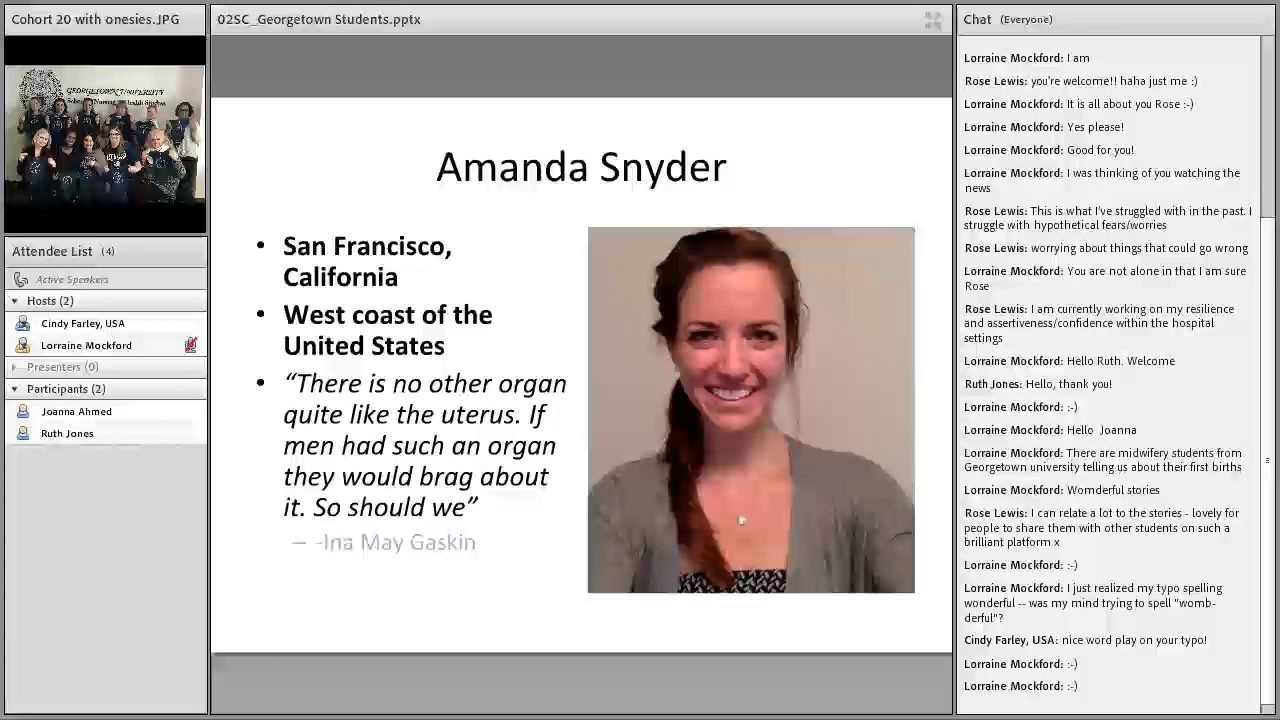 Cohort 20 with onesies.JPG
GEORGETOWN UNIVERSITY
Attendee List (4)
Active Speakers
Hosts (2)
Cindy Farley, USA
Lorraine Mockford
Presenters (0)
Participants (2)
Joanna Ahmed
Ruth Jones
02SC_Georgetown Students.pptx
Amanda Snyder
• San Francisco,
California
• West coast of the
United States
• “There is no other organ
quite like the uterus. If
men had such an organ
they would brag about
it. So should we”
– -Ina May Gaskin
Chat (Everyone)
Lorraine Mockford: I am
Rose Lewis: you're welcome!! haha just me :)
Lorraine Mockford: It is all about you Rose :-)
Lorraine Mockford: Yes please!
Lorraine Mockford: Good for you!
Lorraine Mockford: I was thinking of you watching the
news
Rose Lewis: This is what I've struggled with in the past. I
struggle with hypothetical fears/worries
Rose Lewis: worrying about things that could go wrong
Lorraine Mockford: You are not alone in that I am sure
Rose
Rose Lewis: I am currently working on my resilience
and assertiveness/confidence within the hospital
settings
Lorraine Mockford: Hello Ruth. Welcome
Ruth Jones: Hello, thank you!
Lorraine Mockford: :-)
Lorraine Mockford: Hello Joanna
Lorraine Mockford: There are midwifery students from
Georgetown university telling us about their first births
Lorraine Mockford: Womderful stories
Rose Lewis: I can relate a lot to the stories - lovely for
people to share them with other students on such a
brilliant platform x
Lorraine Mockford: :-)
Lorraine Mockford: I just realized my typo spelling
wonderful -- was my mind trying to spell "womb-
derful"?
Cindy Farley, USA: nice word play on your typo!
Lorraine Mockford: :-)
Lorraine Mockford: :-)